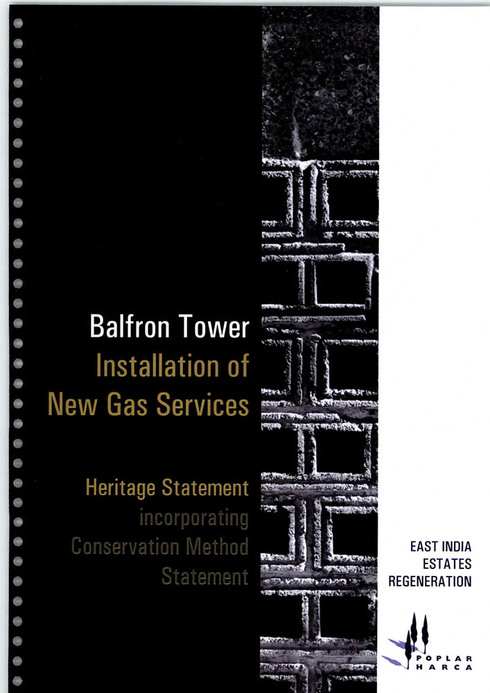 Balfron Tower
Installation of
New Gas Services
Heritage Statement
incorporating
Conservation Method
Statement
EAST INDIA
ESTATES
REGENERATION
POPLAR
HARCA